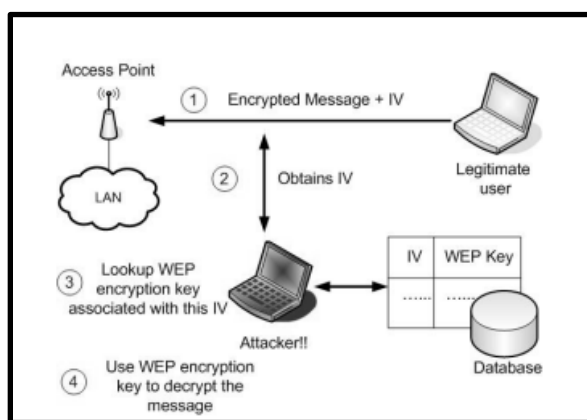 Access Point
1
Encrypted Message + IV
LAN
2
Obtains IV
Legitimate
user
3
Lookup WEP
encryption key
associated with this IV
IV
WEP Key
......
......
Attacker!!
Database
4
Use WEP encryption
key to decrypt the
message